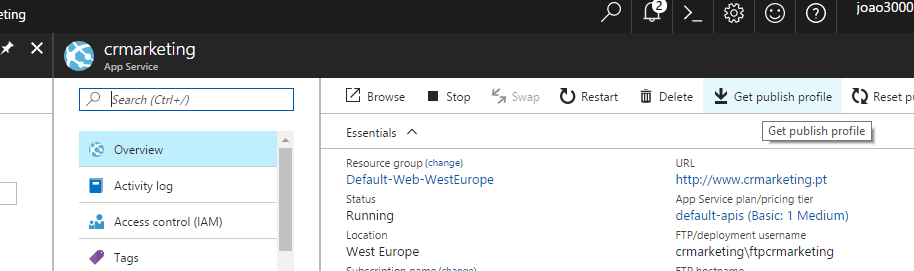 eting
2
joao3000
crmarketing
App Service
Search (Ctrl+/)
Browse Stop Swap Restart Delete Get publish profile Reset pu
Get publish profile
Essentials
Overview
Activity log
Access control (IAM)
Tags
Resource group (change)
Default-Web-WestEurope
Status
Running
Location
West Europe
Subscription name (change)
URL
http://www.crmarketing.pt
App Service plan/pricing tier
default-apis (Basic: 1 Medium)
FTP/deployment username
crmarketing\ftpcrmarketing
FTP hostname